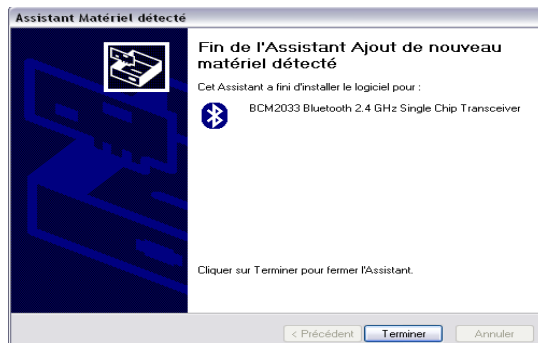 Assistant Matériel détecté
Fin de l'Assistant Ajout de nouveau
matériel détecté
Cet Assistant a fini d'installer le logiciel pour :
BCM2033 Bluetooth 2.4 GHz Single Chip Transceiver
Cliquer sur Terminer pour fermer l'Assistant.
< Précédent
Terminer
Annuler